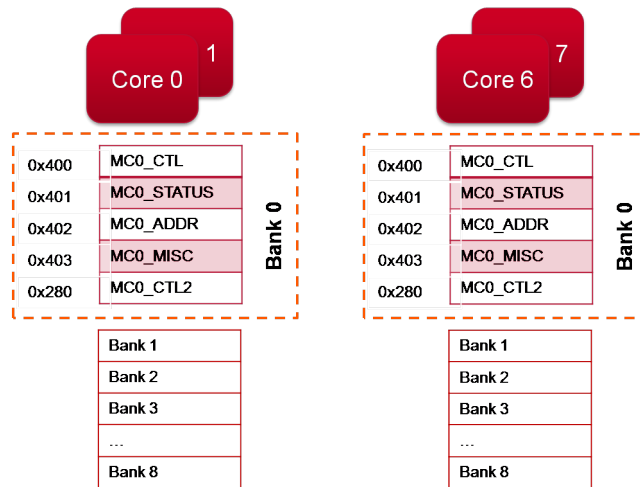 1
Core 0
0x400 MC0_CTL
0x401 MC0_STATUS
0x402 MC0_ADDR
0x403 MC0_MISC
0x280 MC0_CTL2
Bank 0
Bank 1
Bank 2
Bank 3
...
Bank 8
7
Core 6
0x400 MC0_CTL
0x401 MC0_STATUS
0x402 MC0_ADDR
0x403 MC0_MISC
0x280 MC0_CTL2
Bank 0
Bank 1
Bank 2
Bank 3
...
Bank 8